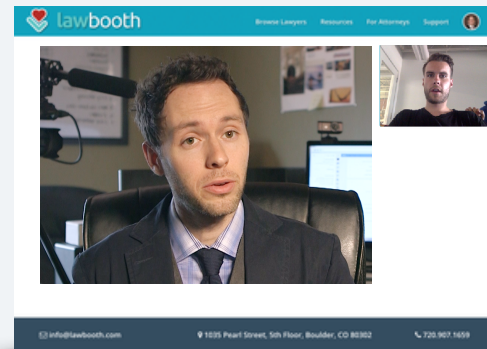 lawbooth
Browse Lawyers Resources For Attorneys Support
info@lawbooth.com 1035 Pearl Street, 5th Floor, Boulder, CO 80302 720.907.1659